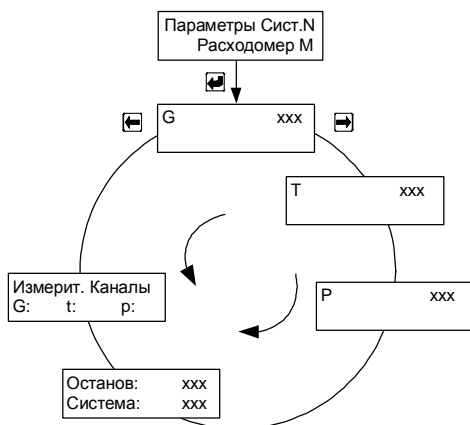 Параметры Сист.N
Расходомер M
G xxx
T xxx
P xxx
Измерит. Каналы
G: t: p:
Останов: xxx
Система: xxx